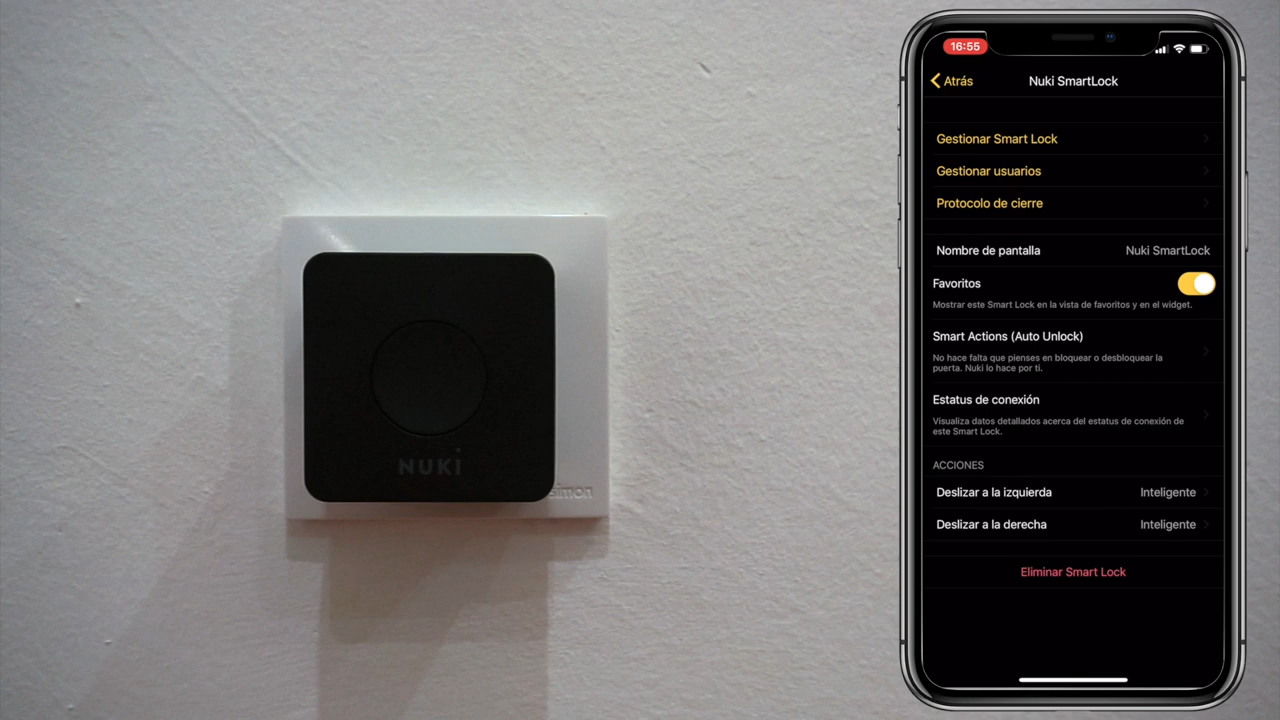 NUKI
simon
16:55
Atrás
Nuki SmartLock
Gestionar Smart Lock
Gestionar usuarios
Protocolo de cierre
Nombre de pantalla Nuki SmartLock
Favoritos
Mostrar este Smart Lock en la vista de favoritos y en el widget.
Smart Actions (Auto Unlock)
No hace falta que pienses en bloquear o desbloquear la
puerta. Nuki lo hace por ti.
Estatus de conexión
Visualiza datos detallados acerca del estatus de conexión de
este Smart Lock.
ACCIONES
Deslizar a la izquierda Inteligente
Deslizar a la derecha Inteligente
Eliminar Smart Lock